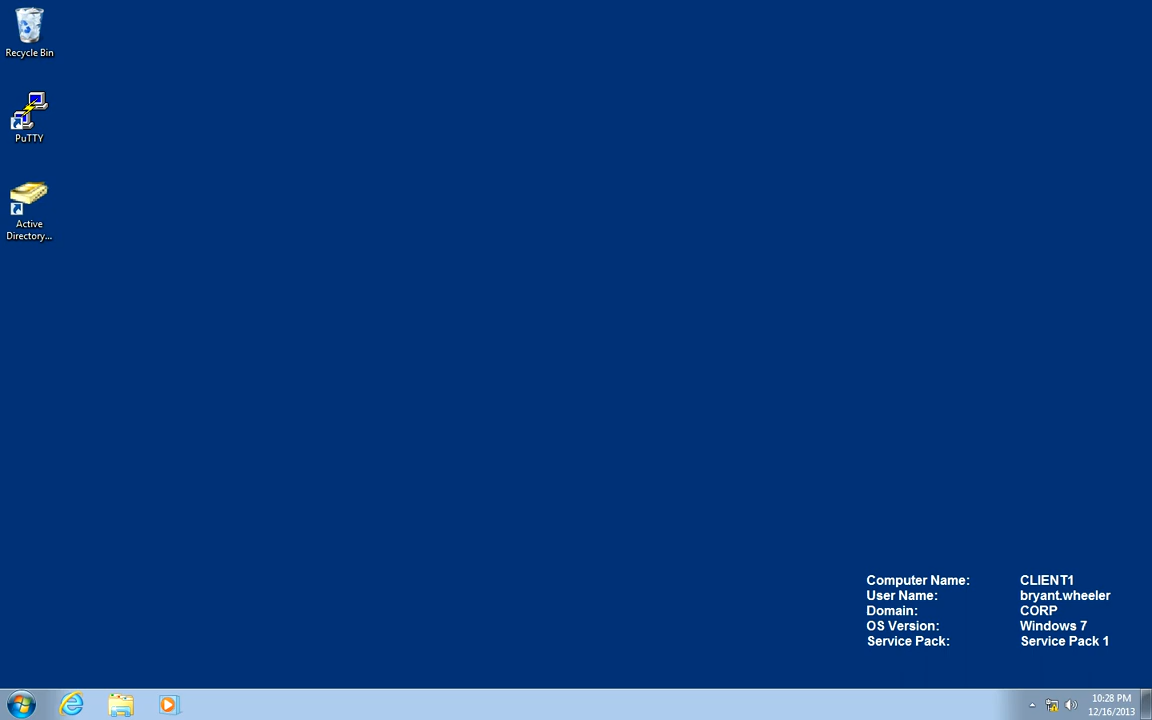 Recycle Bin
PuTTY
Active
Directory...
Computer Name: CLIENT1
User Name: bryant.wheeler
Domain: CORP
OS Version: Windows 7
Service Pack: Service Pack 1
10:28 PM
12/16/2013